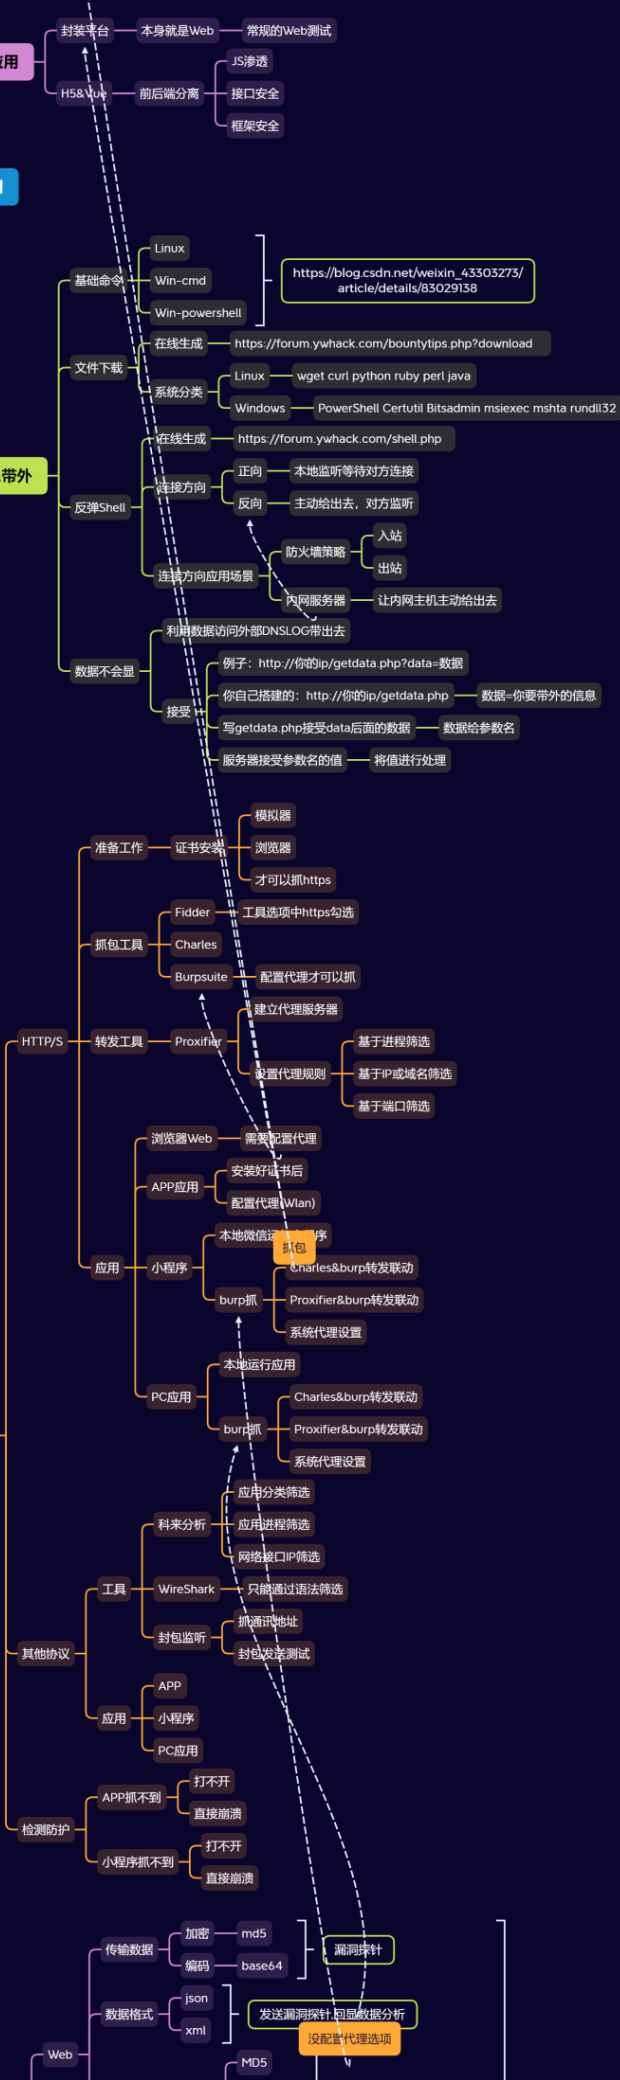 封装平台
本身就是Web
常规的Web测试
用
H5&Vue
前后端分离
JS渗透
接口安全
框架安全
基础命令
Linux
Win-cmd
Win-powershell
https://blog.csdn.net/weixin_43303273/
article/details/83029138
文件下载
在线生成
https://forum.ywhack.com/bountytips.php?download
系统分类
Linux
wget curl python ruby perl java
Windows
PowerShell Certutil Bitsadmin msiexec mshta rundll32
带外
反弹Shell
在线生成
https://forum.ywhack.com/shell.php
连接方向
正向
本地监听等待对方连接
反向
主动给出去，对方监听
连接方向应用场景
防火墙策略
入站
出站
内网服务器
让内网主机主动给出去
数据不会显
利用数据访问外部DNSLOG带出去
接受
例子：http://你的ip/getdata.php?data=数据
你自己搭建的：http://你的ip/getdata.php
数据=你要带外的信息
写getdata.php接受data后面的数据
数据给参数名
服务器接受参数名的值
将值进行处理
HTTP/S
准备工作
证书安装
模拟器
浏览器
才可以抓https
抓包工具
Fidder
工具选项中https勾选
Charles
Burpsuite
配置代理才可以抓
转发工具
Proxifier
建立代理服务器
设置代理规则
基于进程筛选
基于IP或域名筛选
基于端口筛选
应用
浏览器Web
需要配置代理
APP应用
安装好证书后
配置代理(Wlan)
小程序
本地微信运行小程序
抓包
burp抓
Charles&burp转发联动
Proxifier&burp转发联动
系统代理设置
PC应用
本地运行应用
burp抓
Charles&burp转发联动
Proxifier&burp转发联动
系统代理设置
其他协议
工具
科来分析
应用分类筛选
应用进程筛选
网络接口IP筛选
WireShark
只能通过语法筛选
封包监听
抓通讯地址
封包发送测试
应用
APP
小程序
PC应用
检测防护
APP抓不到
打不开
直接崩溃
小程序抓不到
打不开
直接崩溃
Web
传输数据
加密
md5
编码
base64
漏洞探针
数据格式
json
xml
发送漏洞探针,回显数据分析
没配置代理选项
MD5